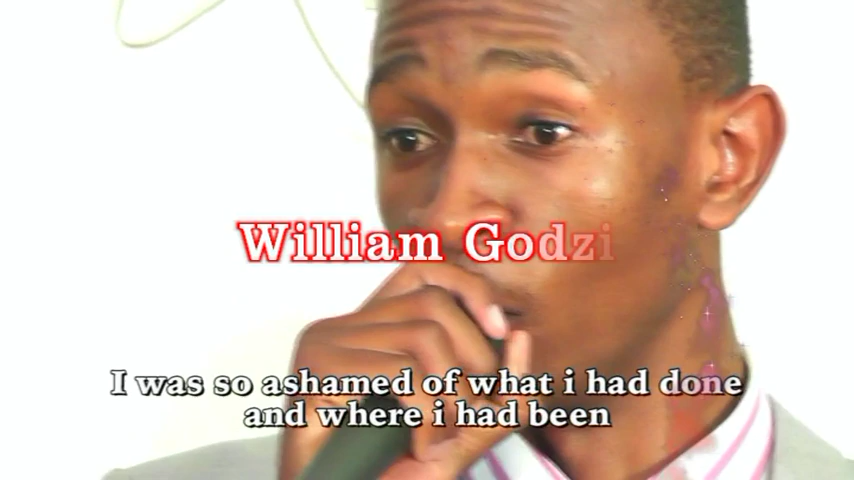 William Godzi
I was so ashamed of what i had done
and where i had been